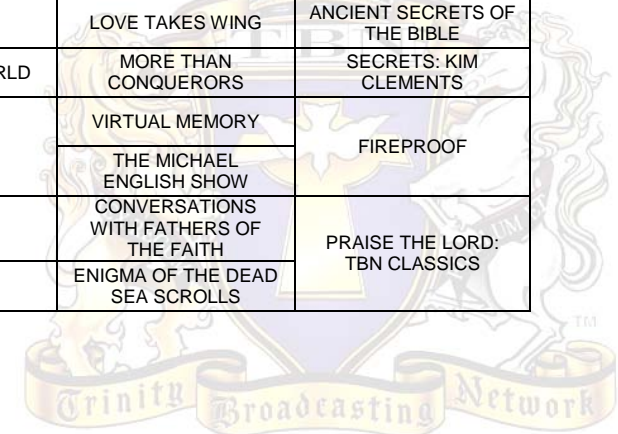 LOVE TAKES WING
ANCIENT SECRETS OF
THE BIBLE
RLD
MORE THAN
CONQUERORS
SECRETS: KIM
CLEMENTS
VIRTUAL MEMORY
FIREPROOF
THE MICHAEL
ENGLISH SHOW
CONVERSATIONS
WITH FATHERS OF
THE FAITH
PRAISE THE LORD:
TBN CLASSICS
ENIGMA OF THE DEAD
SEA SCROLLS
TBN
TM
Trinity Broadcasting Network